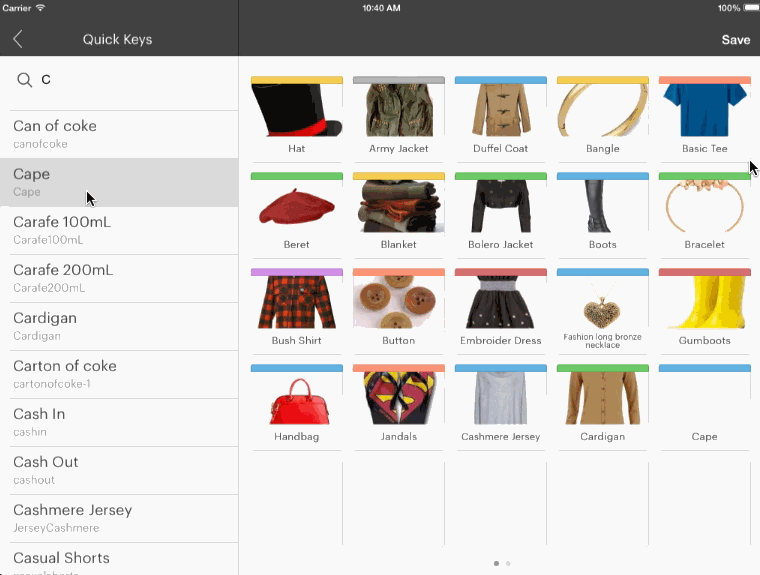 Carrier
10:40 AM
100%
Quick Keys
Save
C
Can of coke
canofcoke
Cape
Cape
Carafe 100mL
Carafe100mL
Carafe 200mL
Carafe200mL
Cardigan
Cardigan
Carton of coke
cartonofcoke-1
Cash In
cashin
Cash Out
cashout
Cashmere Jersey
JerseyCashmere
Casual Shorts
Hat
Army Jacket
Duffel Coat
Bangle
Basic Tee
Beret
Blanket
Bolero Jacket
Boots
Bracelet
Bush Shirt
Button
Embroider Dress
Fashion long bronze
necklace
Gumboots
Handbag
Jandals
Cashmere Jersey
Cardigan
Cape